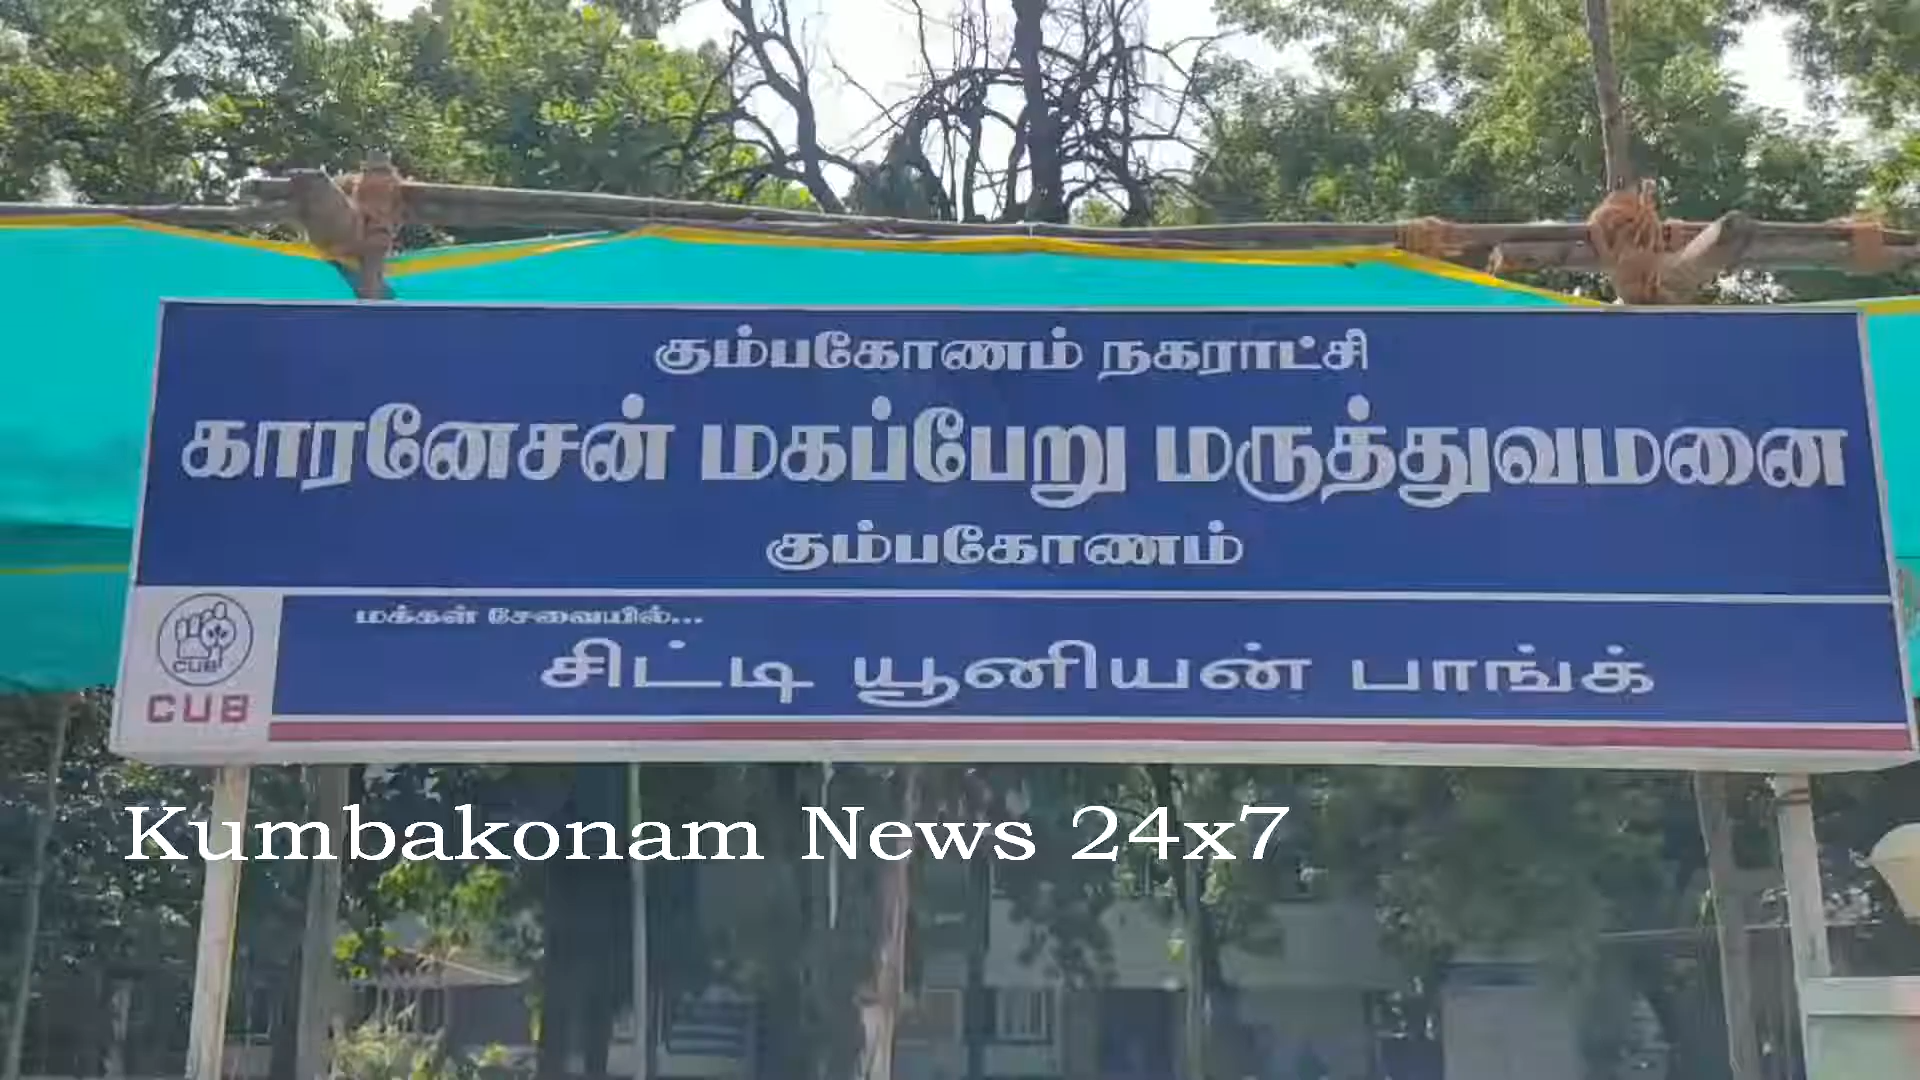 கும்பகோணம் நகராட்சி
காரனேசன் மகப்பேறு மருத்துவமனை
கும்பகோணம்
மக்கள் சேவையில்...
சிட்டி யூனியன் பாங்க்
CUB
CUB
Kumbakonam News 24x7